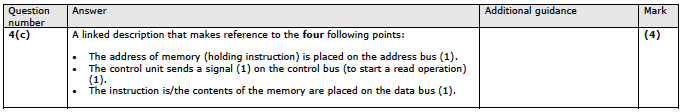 Question number Answer Additional guidance Mark
4(c) A linked description that makes reference to the four following points: (4)
• The address of memory (holding instruction) is placed on the address bus (1).
• The control unit sends a signal (1) on the control bus (to start a read operation)
(1).
• The instruction is/the contents of the memory are placed on the data bus (1).